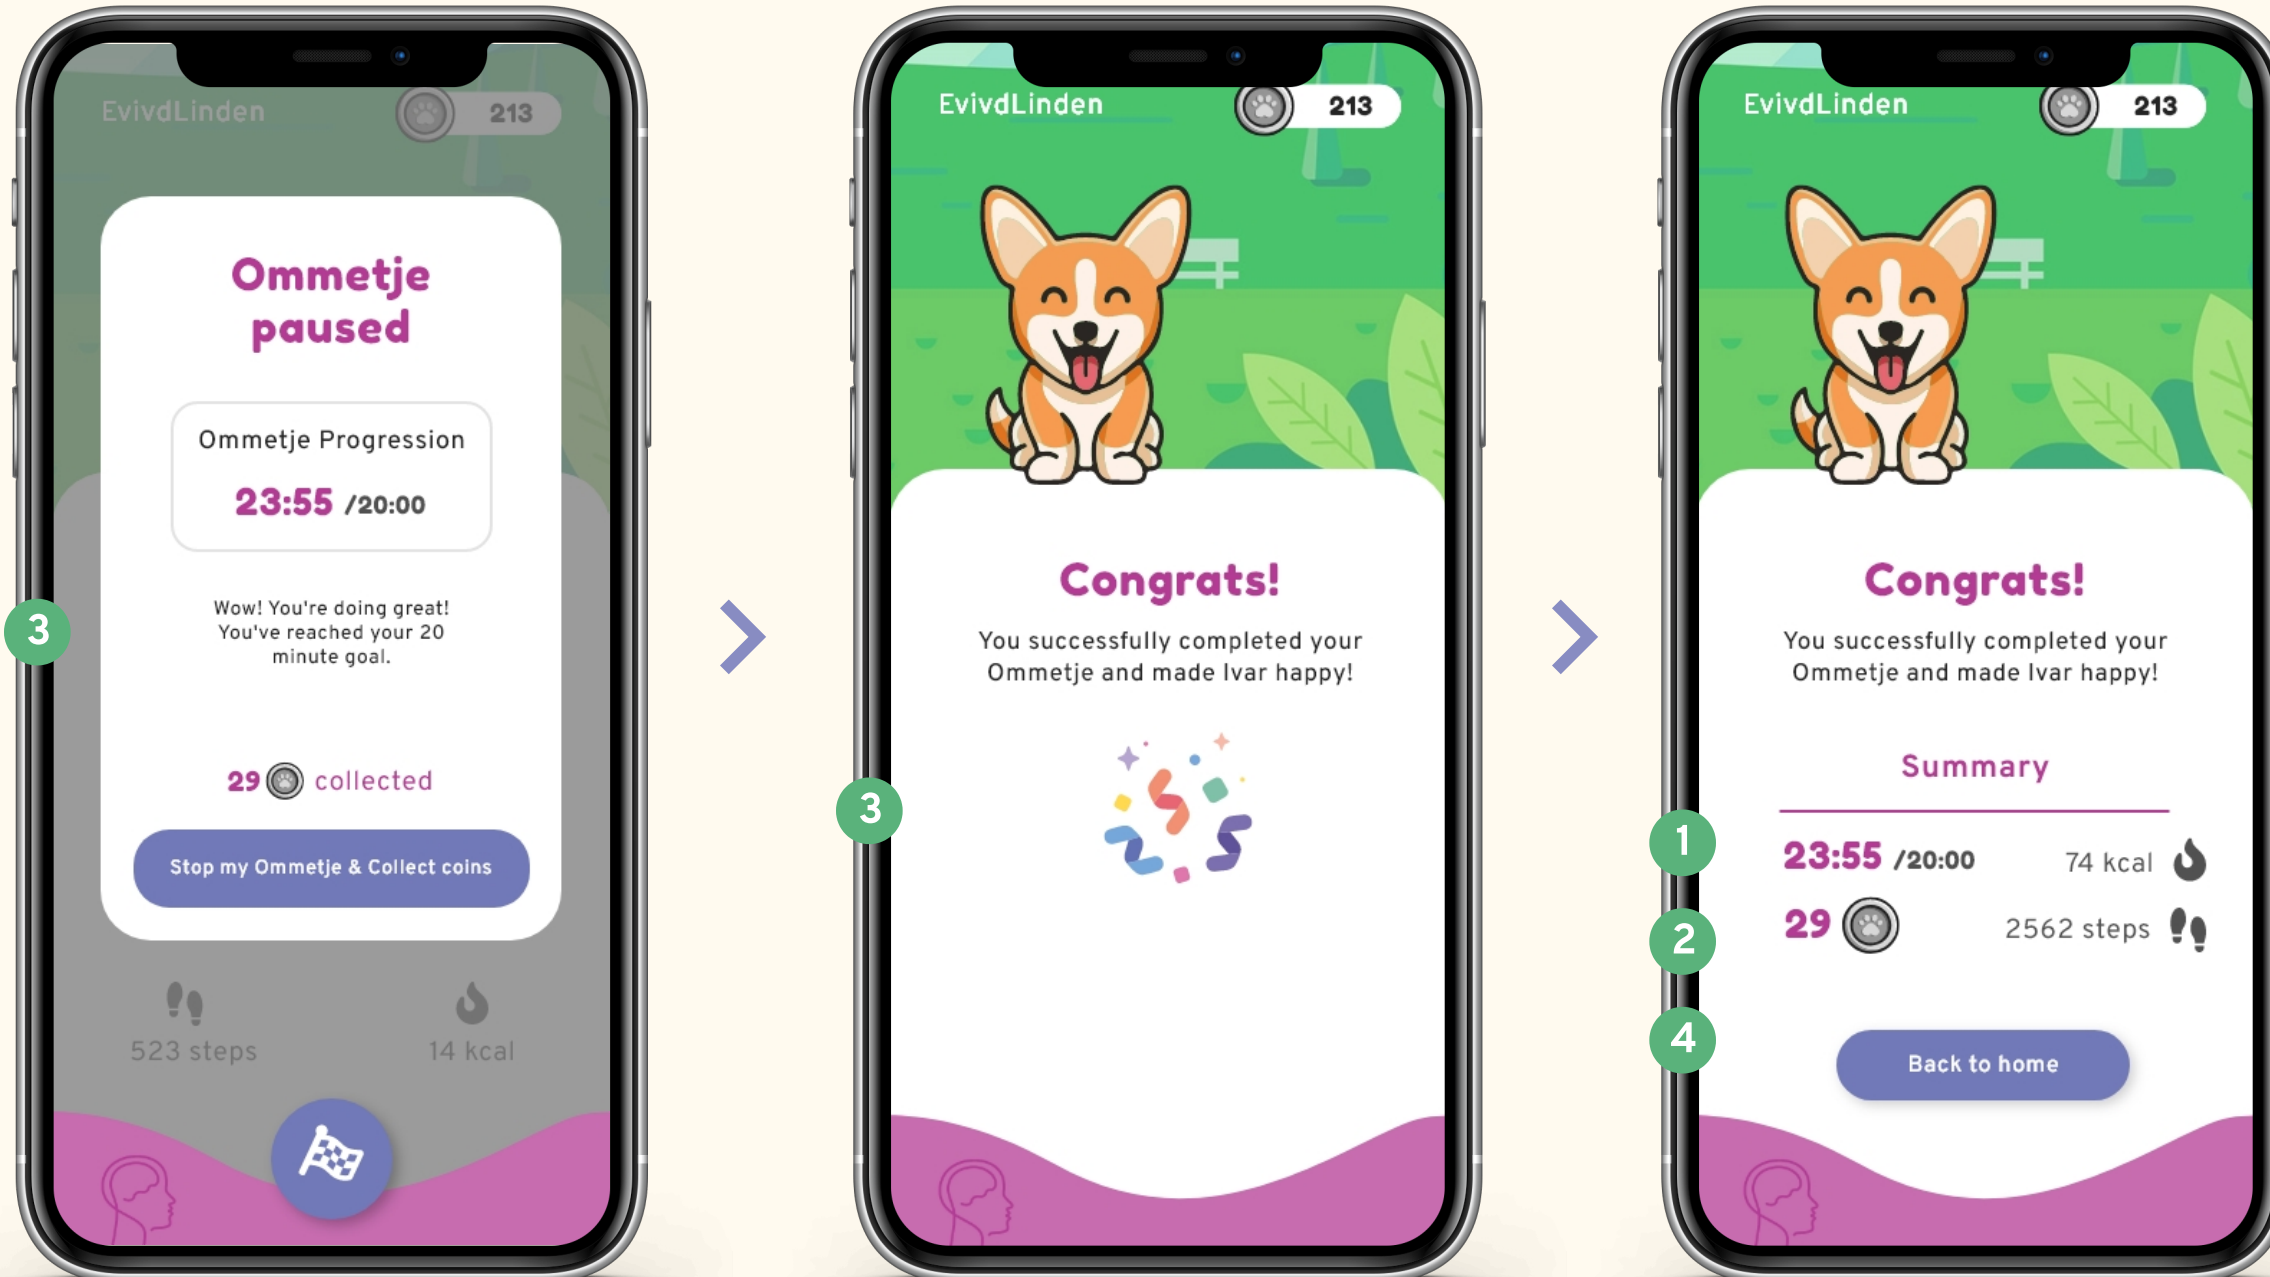 EvivdLinden
213
Ommetje
paused
Ommetje Progression
23:55 /20:00
Wow! You're doing great!
You've reached your 20
minute goal.
3
29 collected
Stop my Ommetje & Collect coins
523 steps
14 kcal
EvivdLinden
213
Congrats!
You successfully completed your
Ommetje and made Ivar happy!
3
EvivdLinden
213
Congrats!
You successfully completed your
Ommetje and made Ivar happy!
Summary
1
23:55 /20:00 74 kcal
2
29 2562 steps
4
Back to home